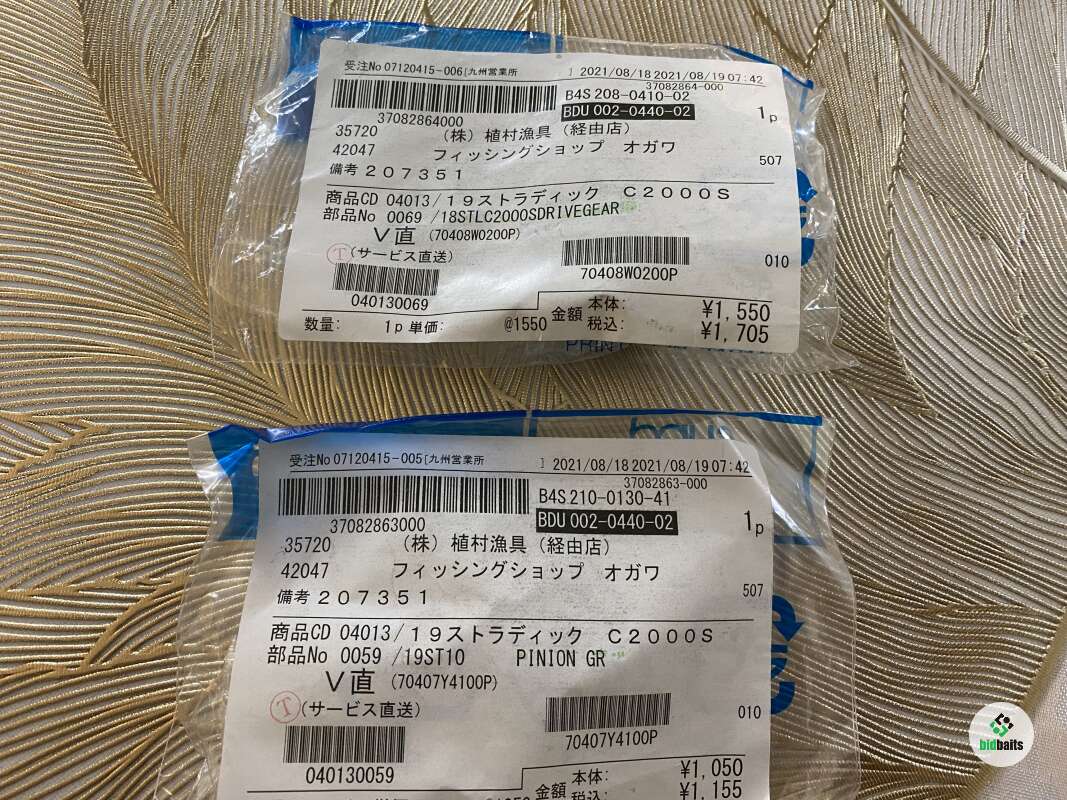 受注No 07120415-006[九州営業所 ] 2021/08/18 2021/08/19 07:42
37082864-000
B4S 208-0410-02
BDU 002-0440-02 1p
37082864000
35720 (株) 植村漁具 (経由店)
42047 フィッシングショップ オガワ
507
備考 207351
商品CD 04013/19ストラディック C2000S
部品No 0069 /18STLC2000SDRIVEGEAR
V直 (70408W0200P)
T (サービス直送)
010
70408W0200P
040130069
数量: 1p 単価: @1550
金額 本体: ¥1,550
税込: ¥1,705
PRIN
受注No 07120415-005[九州営業所 ] 2021/08/18 2021/08/19 07:42
37082863-000
B4S 210-0130-41
BDU 002-0440-02 1p
37082863000
35720 (株) 植村漁具 (経由店)
42047 フィッシングショップ オガワ
507
備考 207351
商品CD 04013/19ストラディック C2000S
部品No 0059 /19ST10 PINION GR
V直 (70407Y4100P)
T (サービス直送)
010
70407Y4100P
040130059
金額 本体: ¥1,050
税込: ¥1,155
bidbaits